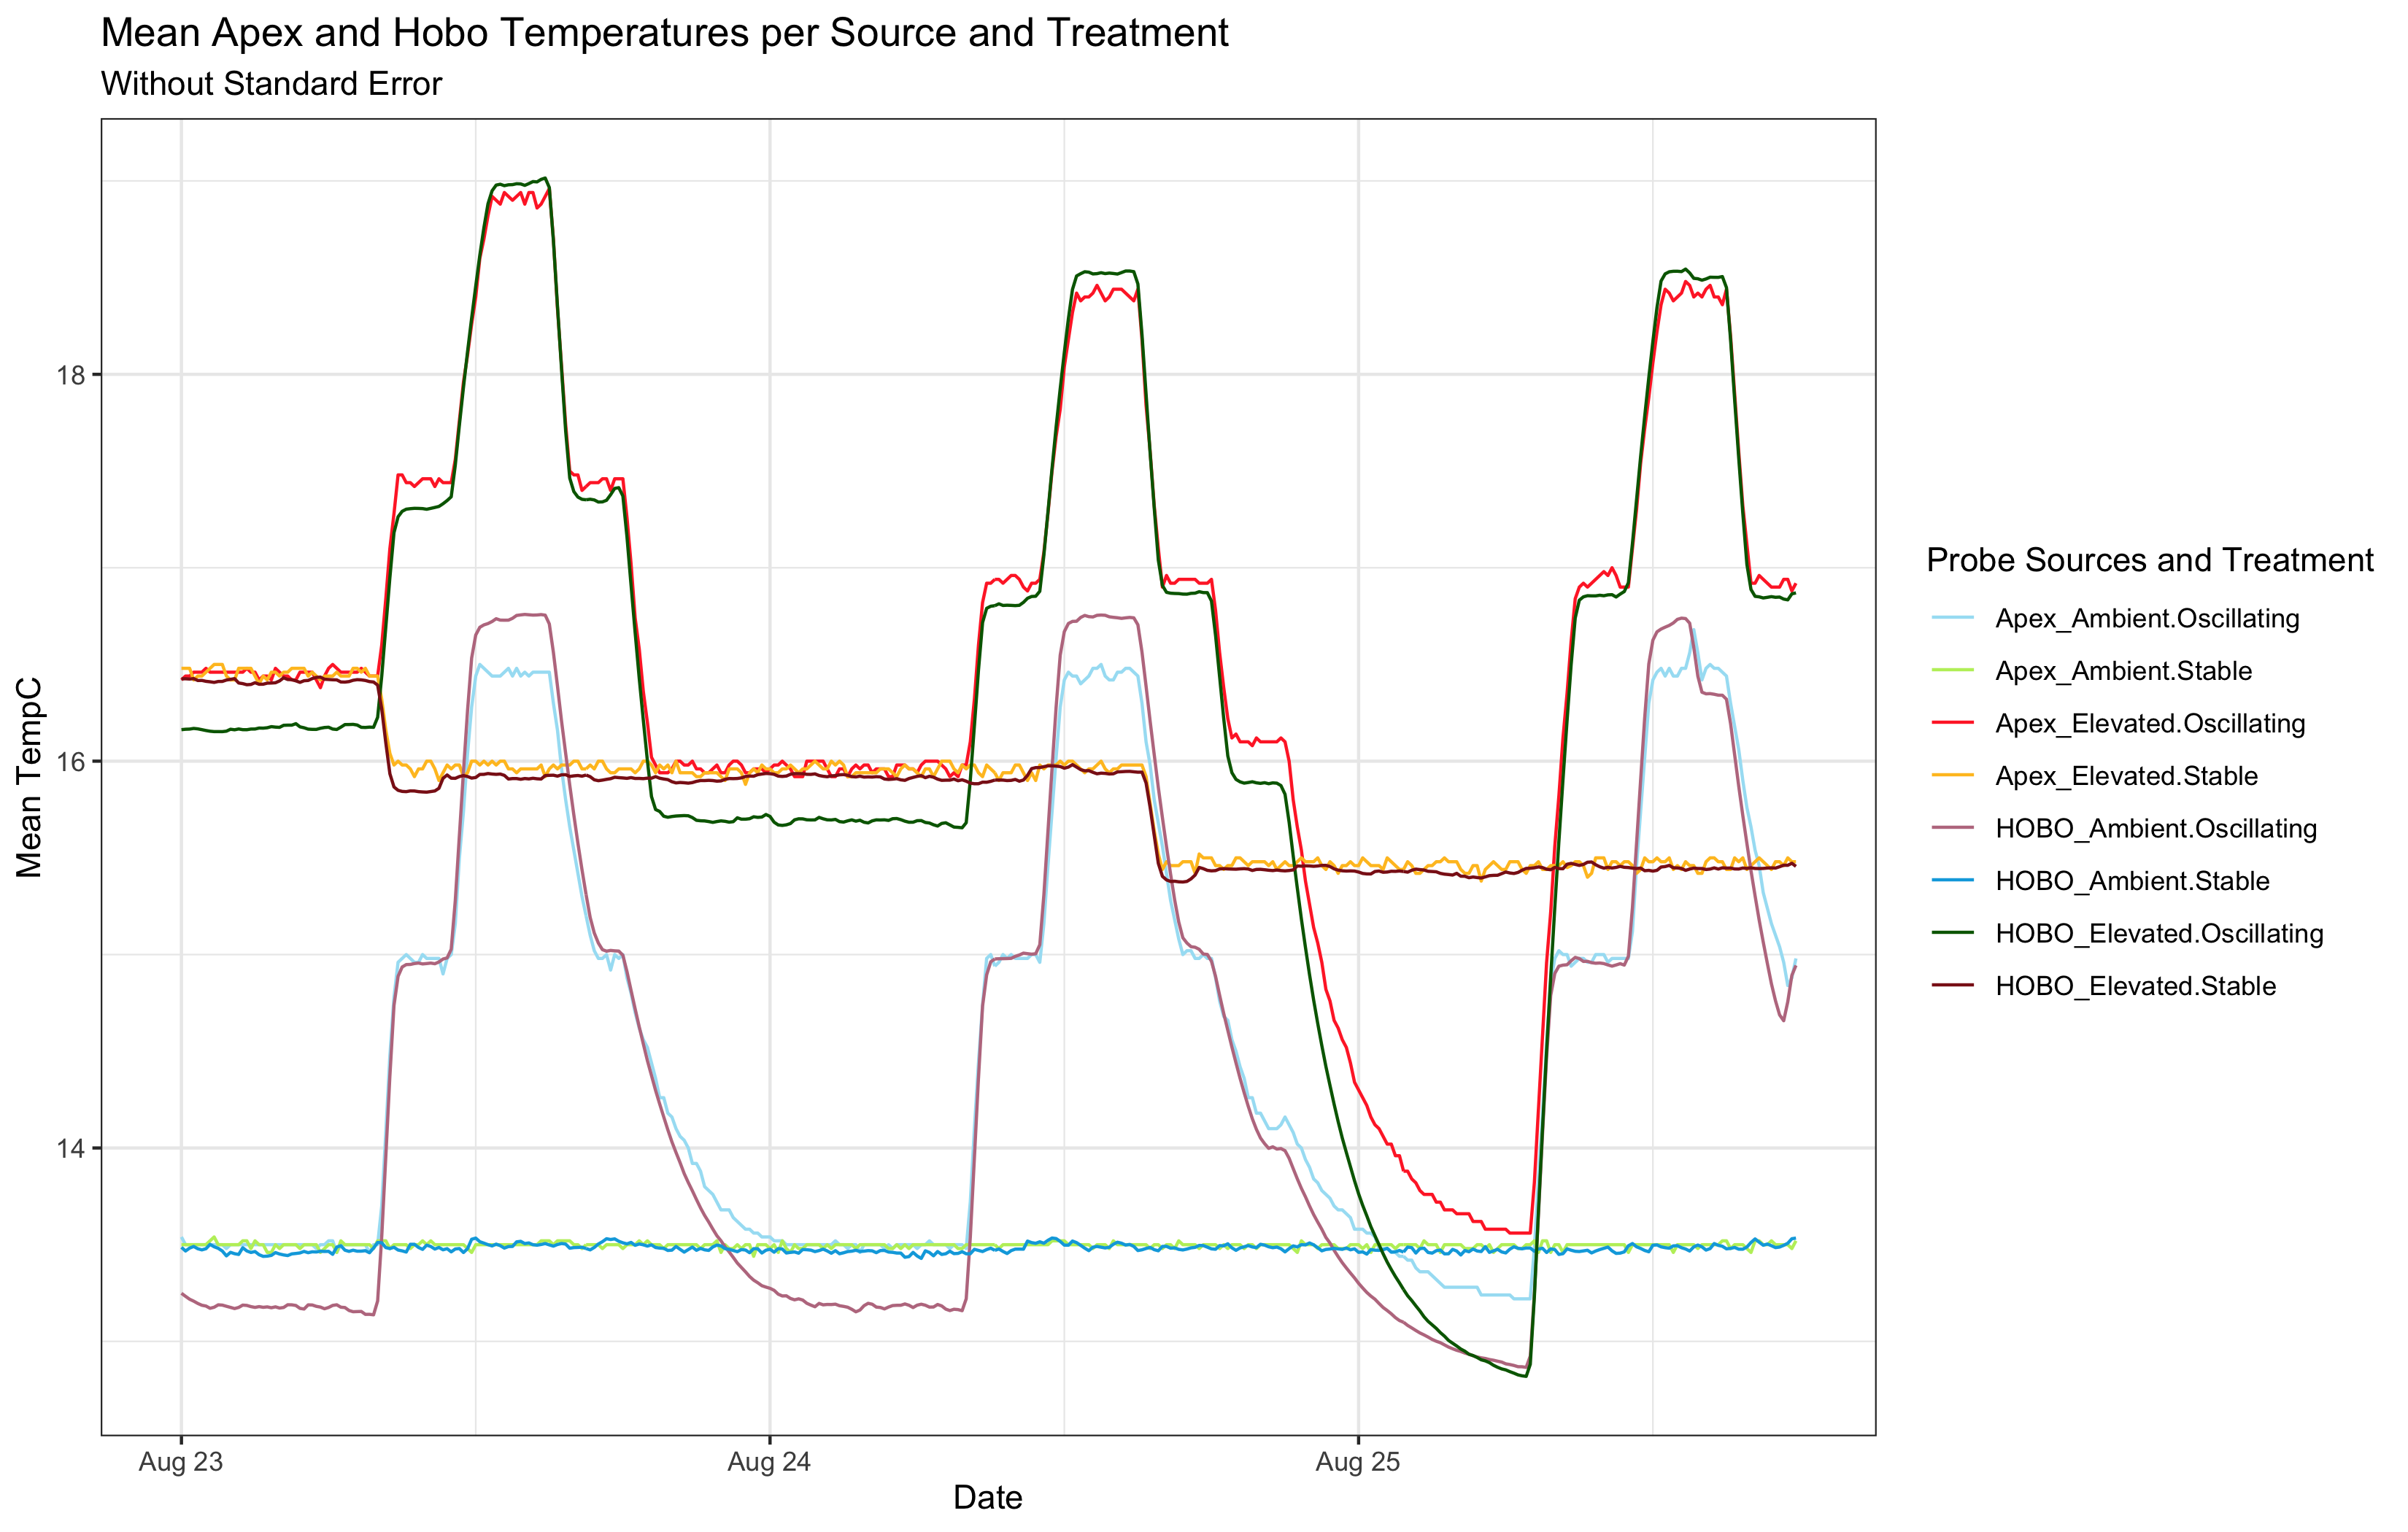 Mean Apex and Hobo Temperatures per Source and Treatment
Without Standard Error
Mean TempC
18
16
14
Aug 23
Aug 24
Aug 25
Date
Probe Sources and Treatment
Apex_Ambient.Oscillating
Apex_Ambient.Stable
Apex_Elevated.Oscillating
Apex_Elevated.Stable
HOBO_Ambient.Oscillating
HOBO_Ambient.Stable
HOBO_Elevated.Oscillating
HOBO_Elevated.Stable